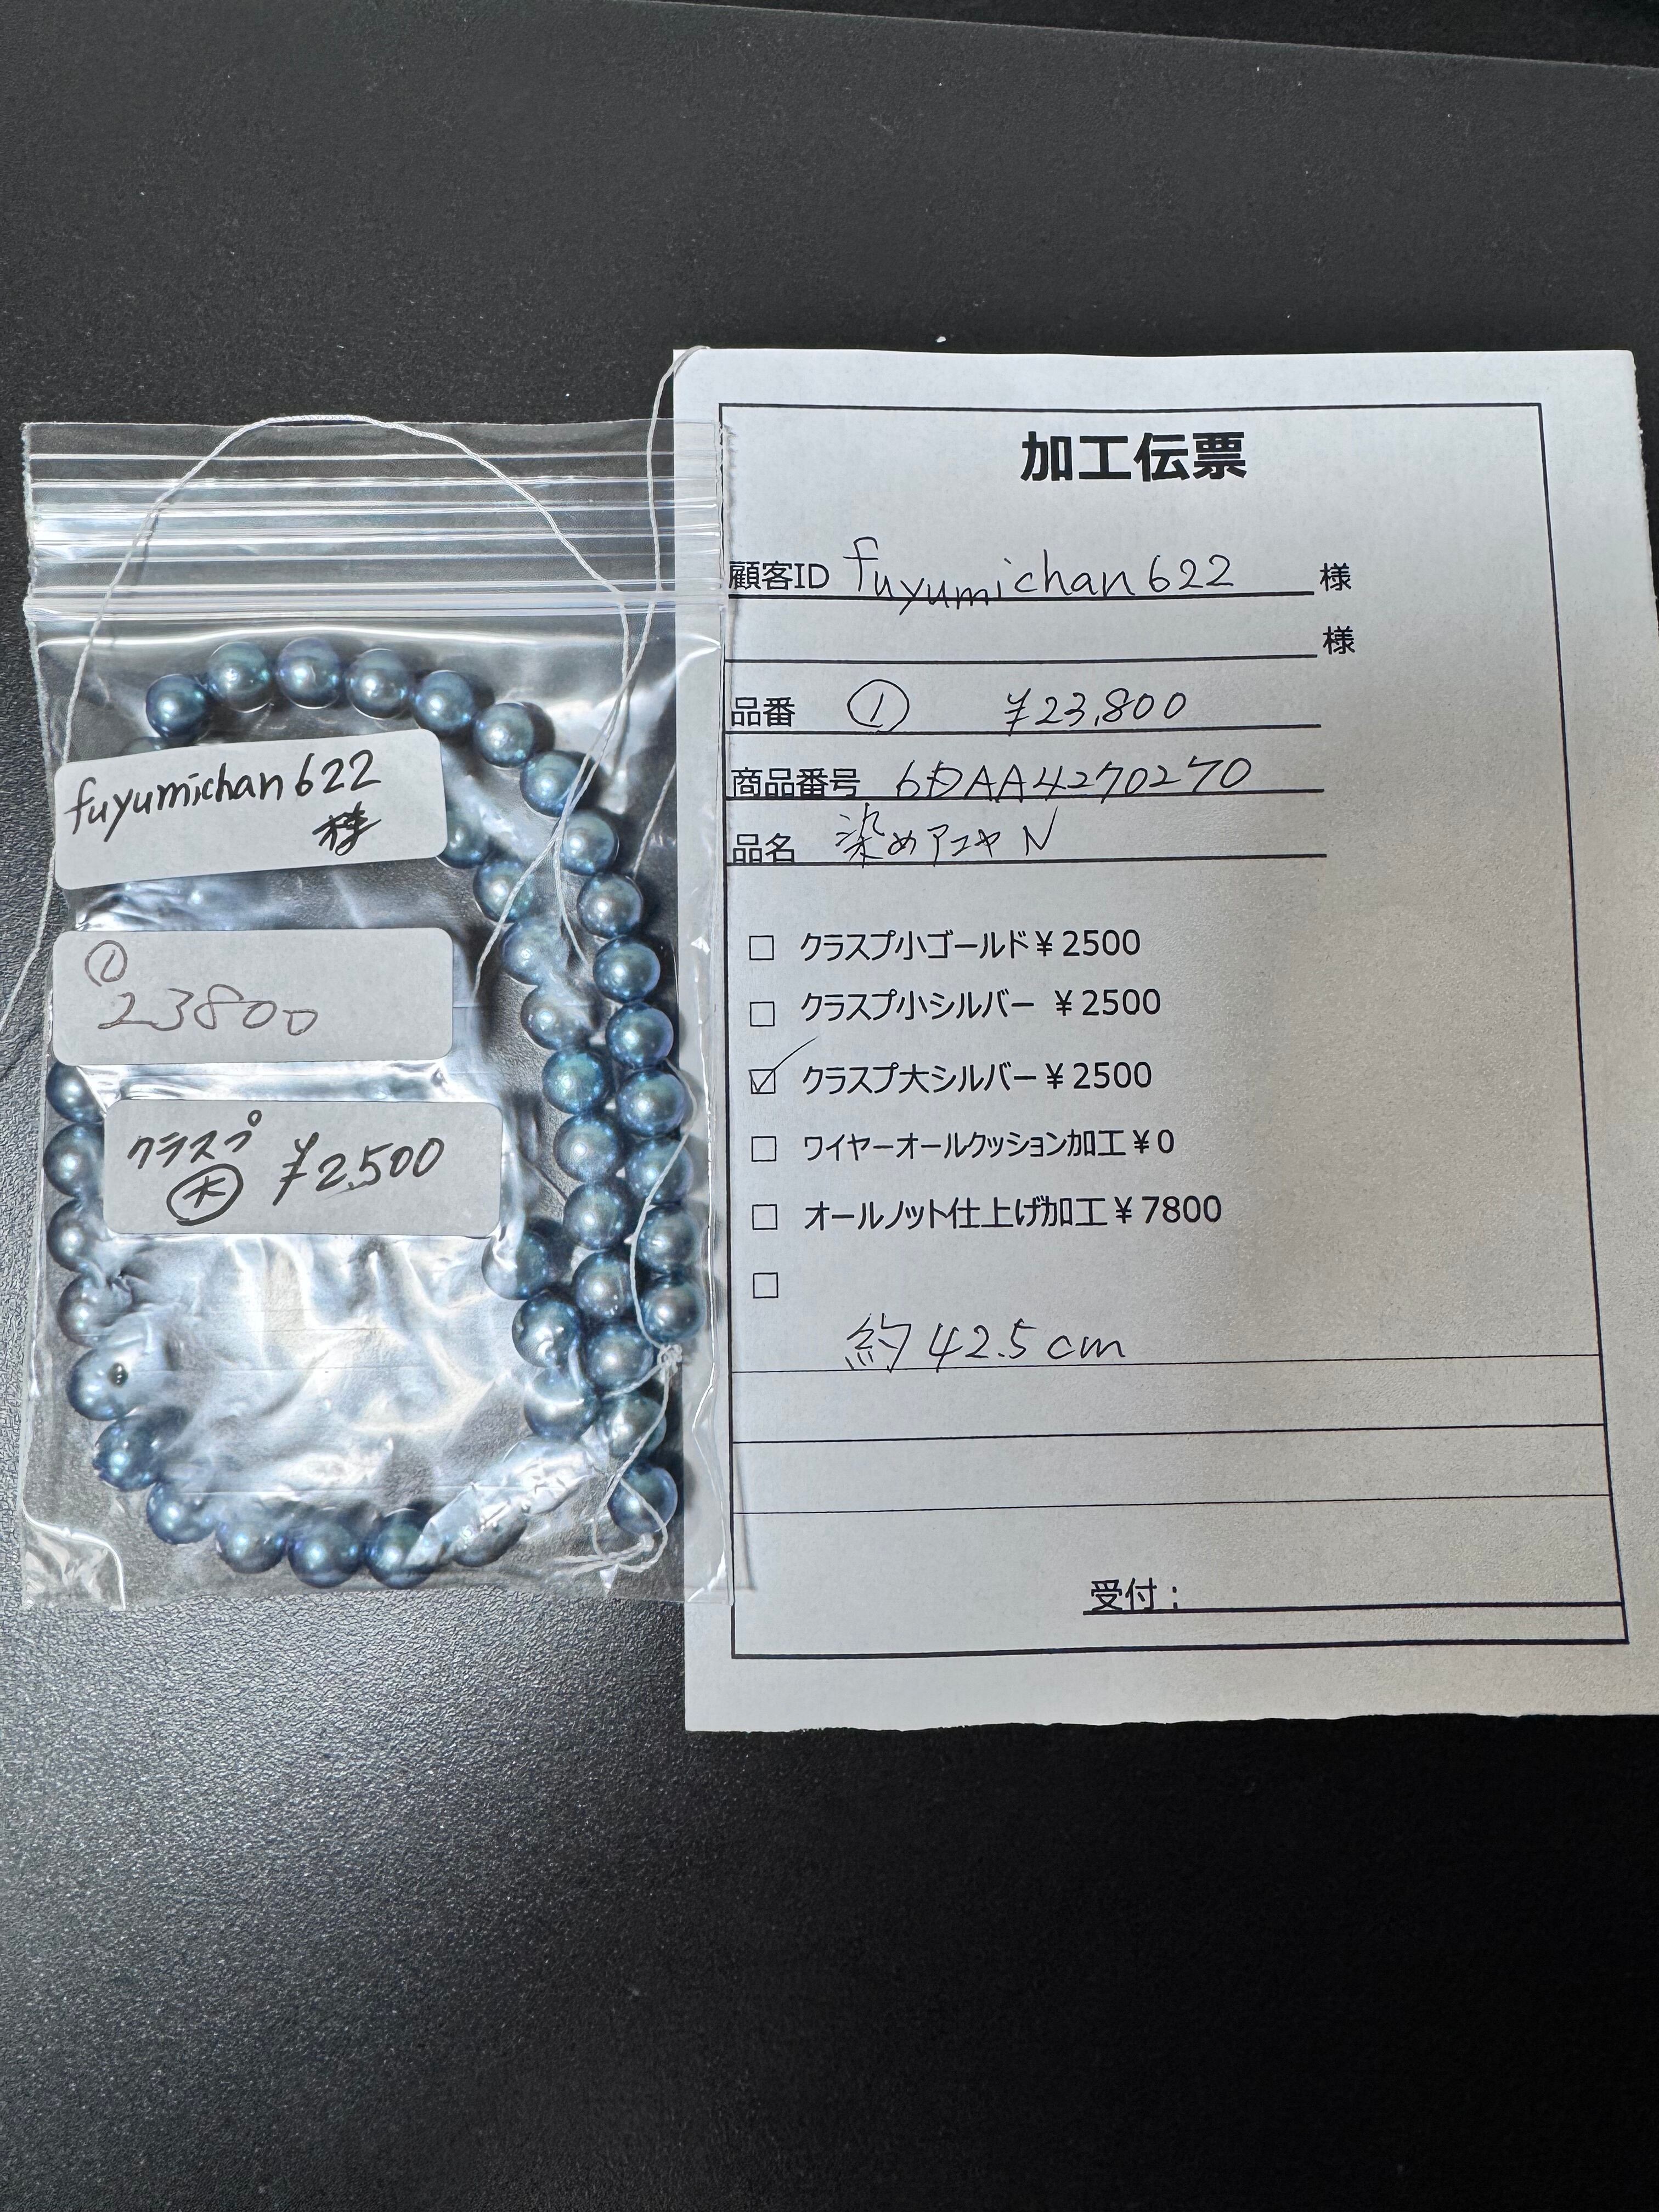 fuyumichan622
様
①
23800
クラスプ
大 ¥2,500
加工伝票
顧客ID fuyumichan622 様
様
品番 ① ¥23,800
商品番号 6DAA4270270
品名 染めアコヤ N
□ クラスプ小ゴールド¥2500
□ クラスプ小シルバー ¥2500
☑ クラスプ大シルバー¥2500
□ ワイヤーオールクッション加工¥0
□ オールノット仕上げ加工¥7800
□
約42.5cm
受付: